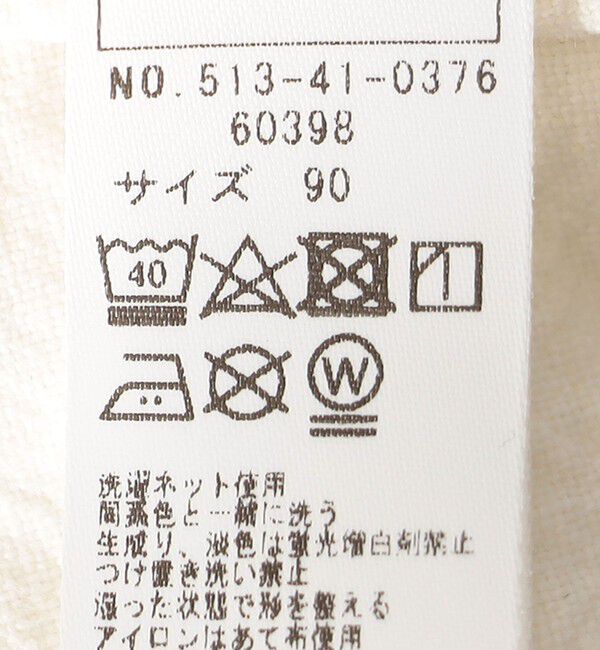 NO.513-41-0376
60398
サイズ 90
40
W
洗濯ネット使用
同系色と一緒に洗う
生成り、淡色は蛍光増白剤禁止
つけ置き洗い禁止
湿った状態で形を整える
アイロンはあて布使用